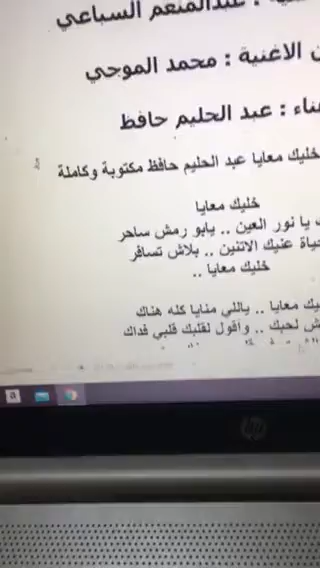 : عبدالمنعم السباعي
الاغنية : محمد الموجي
: عبد الحليم حافظ
خليك معايا عبد الحليم حافظ مكتوبة وكاملة
خليك معايا
يا نور العين .. يابو رمش ساحر
عنيك الاتنين .. بلاش تسافر
خليك معايا ..
معايا .. ياللي منايا كله هناك
لحبك .. واقول لقلبك قلبي فداك
a
hp